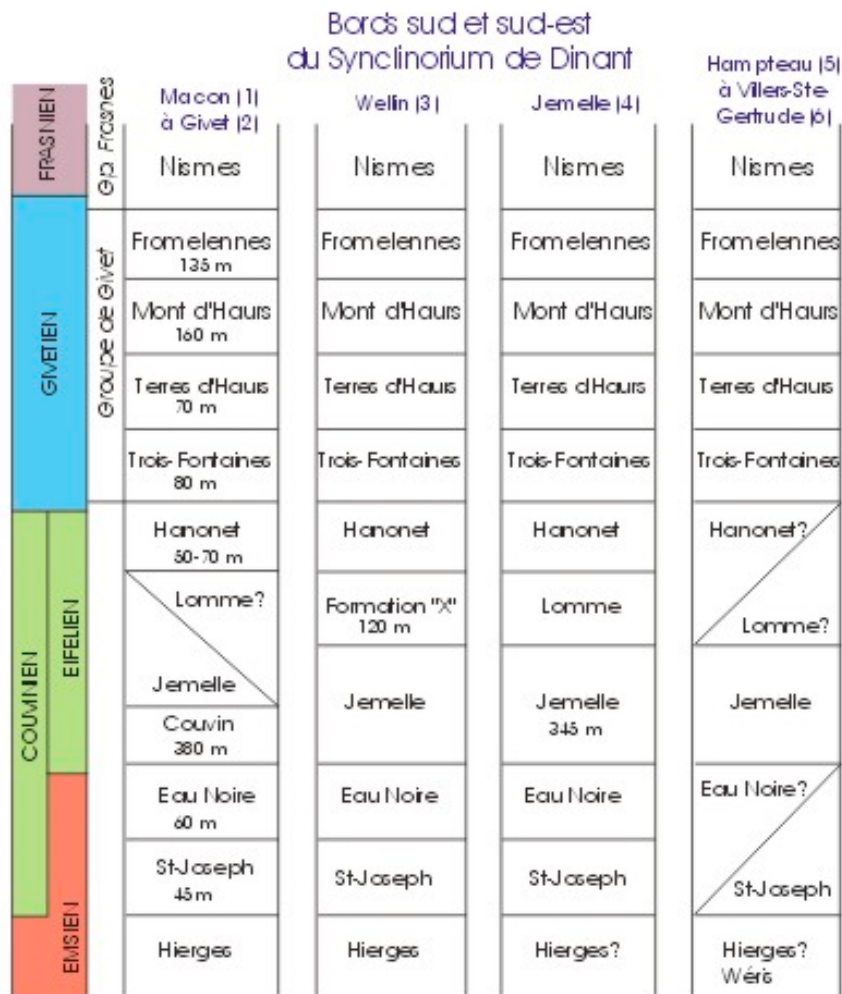 Bords sud et sud-est
du Synclinorium de Dinant
FRASNIEN
GIVETIEN
COUVINIEN
EIFELIEN
EMSIEN
Gp. Frasnes
Groupe de Givet
Macon (1)
à Givet (2)
Nismes
Fromelennes
135 m
Mont d'Haurs
160 m
Terres d'Haurs
70 m
Trois-Fontaines
80 m
Hanonet
50-70 m
Lomme?
Jemelle
Couvin
380 m
Eau Noire
60 m
St-Joseph
45 m
Hierges
Wellin (3)
Nismes
Fromelennes
Mont d'Haurs
Terres d'Haurs
Trois-Fontaines
Hanonet
Formation "X"
120 m
Jemelle
Eau Noire
St-Joseph
Hierges
Jemelle (4)
Nismes
Fromelennes
Mont d'Haurs
Terres d'Haurs
Trois-Fontaines
Hanonet
Lomme
Jemelle
345 m
Eau Noire
St-Joseph
Hierges?
Hampteau (5)
à Villers-Ste-
Gertrude (6)
Nismes
Fromelennes
Mont d'Haurs
Terres d'Haurs
Trois-Fontaines
Hanonet?
Lomme?
Jemelle
Eau Noire?
St-Joseph
Hierges?
Wéris